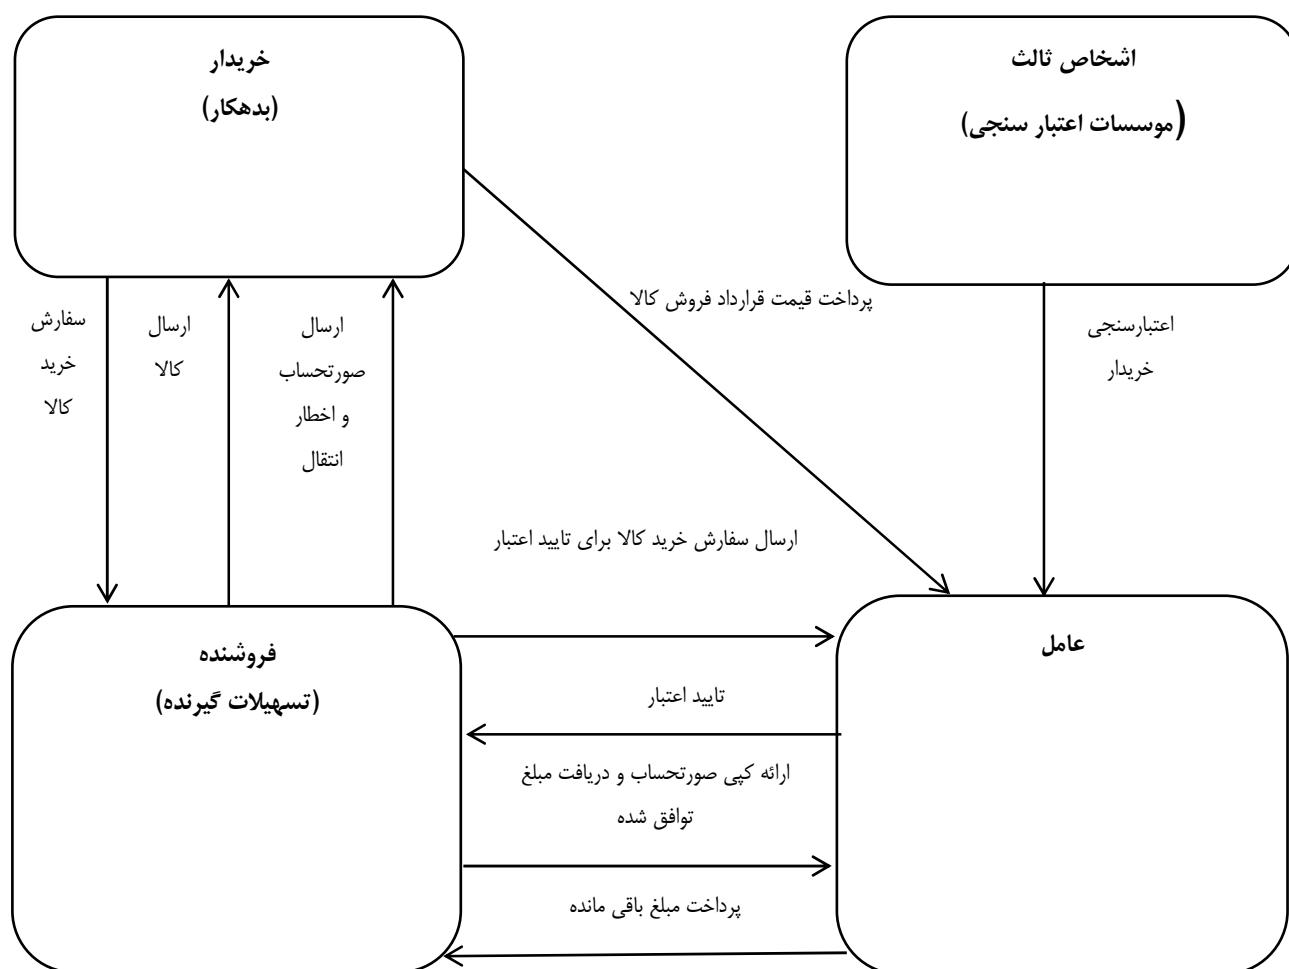 خریدار
(بدهکار)
اشخاص ثالث
(موسسات اعتبار سنجی)
پرداخت قیمت قرارداد فروش کالا
اعتبارسنجی
خریدار
ارسال
صورتحساب
و اخطار
انتقال
ارسال
کالا
سفارش
خرید
کالا
ارسال سفارش خرید کالا برای تایید اعتبار
فروشنده
(تسهیلات گیرنده)
عامل
تایید اعتبار
ارائه کپی صورتحساب و دریافت مبلغ
توافق شده
پرداخت مبلغ باقی مانده